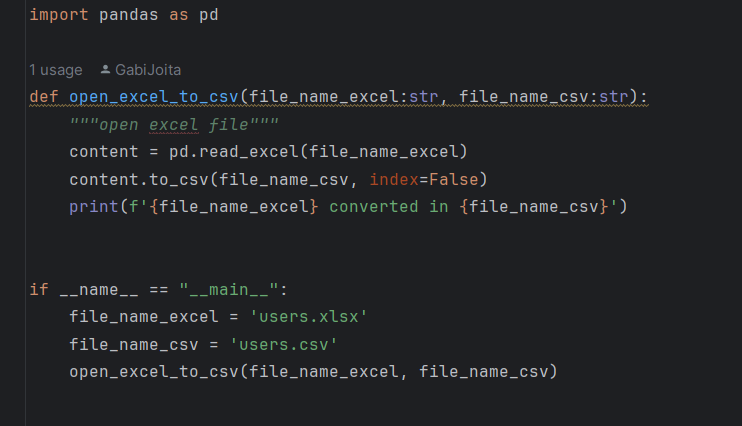 import pandas as pd
1 usage GabiJoita
def open_excel_to_csv(file_name_excel:str, file_name_csv:str):
    """open excel file"""
    content = pd.read_excel(file_name_excel)
    content.to_csv(file_name_csv, index=False)
    print(f'{file_name_excel} converted in {file_name_csv}')
if __name__ == "__main__":
    file_name_excel = 'users.xlsx'
    file_name_csv = 'users.csv'
    open_excel_to_csv(file_name_excel, file_name_csv)